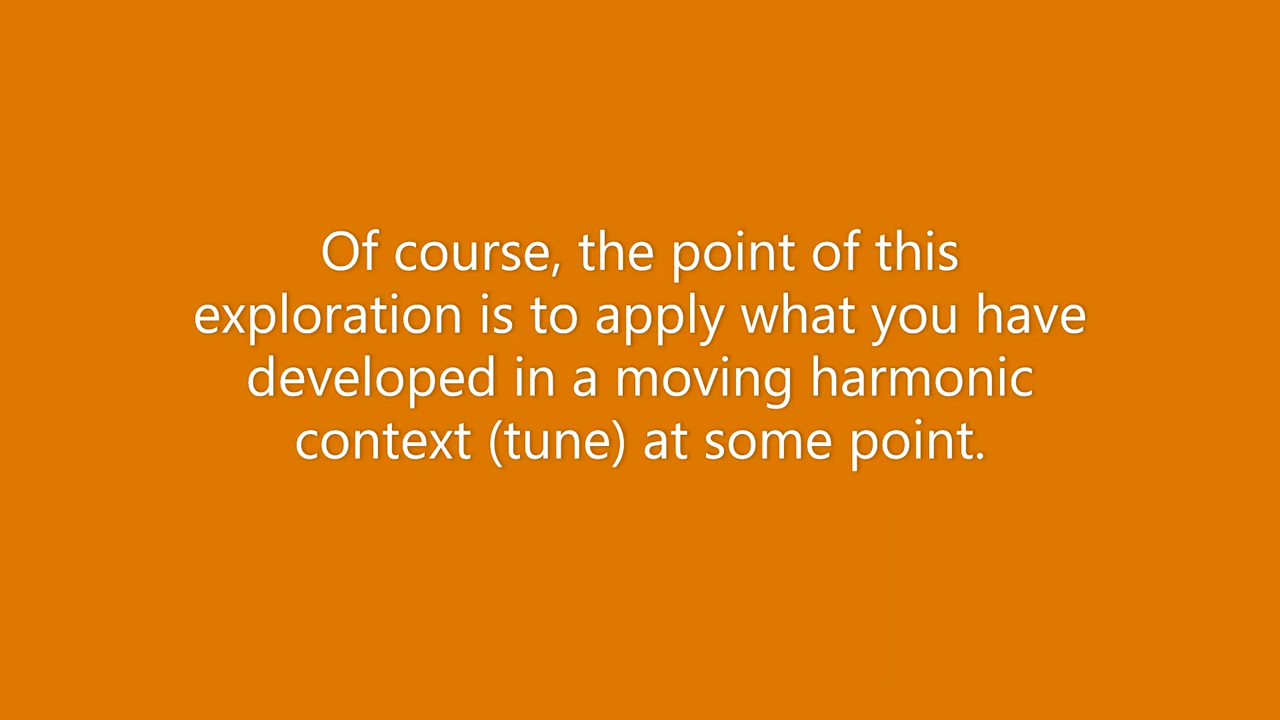 Of course, the point of this
exploration is to apply what you have
developed in a moving harmonic
context (tune) at some point.